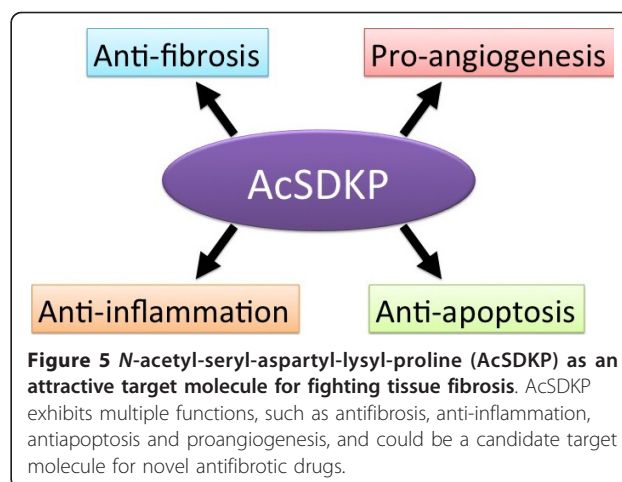 Anti-fibrosis
Pro-angiogenesis
AcSDKP
Anti-inflammation
Anti-apoptosis
Figure 5 N-acetyl-seryl-aspartyl-lysyl-proline (AcSDKP) as an
attractive target molecule for fighting tissue fibrosis. AcSDKP
exhibits multiple functions, such as antifibrosis, anti-inflammation,
antiapoptosis and proangiogenesis, and could be a candidate target
molecule for novel antifibrotic drugs.